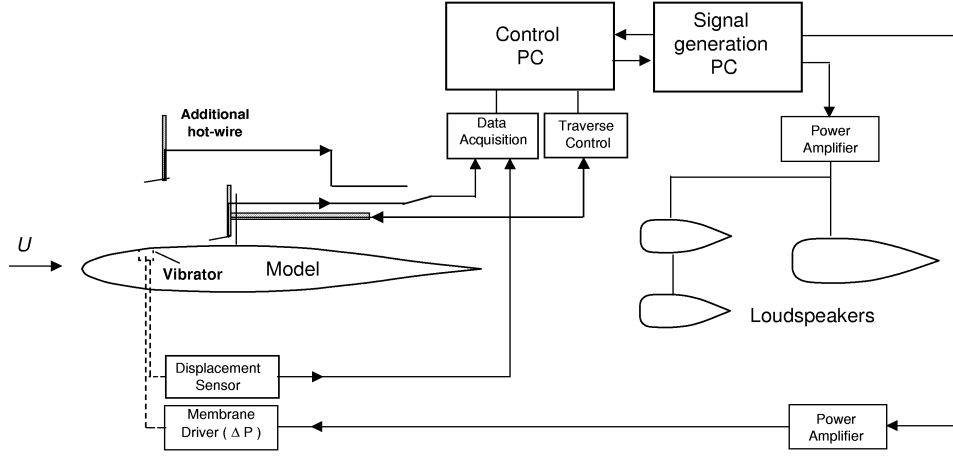 Control
PC
Signal
generation
PC
Additional
hot-wire
Data
Acquisition
Traverse
Control
Power
Amplifier
U
Vibrator
Model
Loudspeakers
Displacement
Sensor
Membrane
Driver ( Δ P )
Power
Amplifier